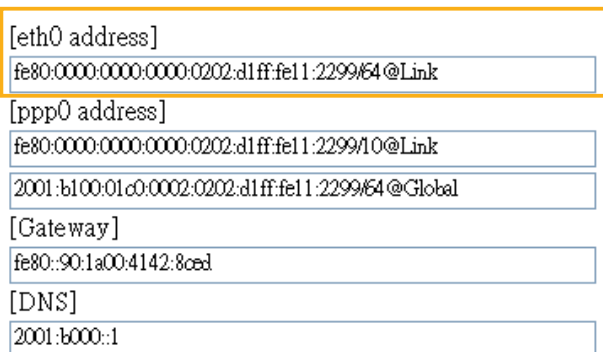 [eth0 address]
fe80:0000:0000:0000:0202:d1ff:fe11:2299/64@Link
[ppp0 address]
fe80:0000:0000:0000:0202:d1ff:fe11:2299/10@Link
2001:b100:01c0:0002:0202:d1ff:fe11:2299/64@Global
[Gateway]
fe80::90:1a00:4142:8ced
[DNS]
2001:b000::1